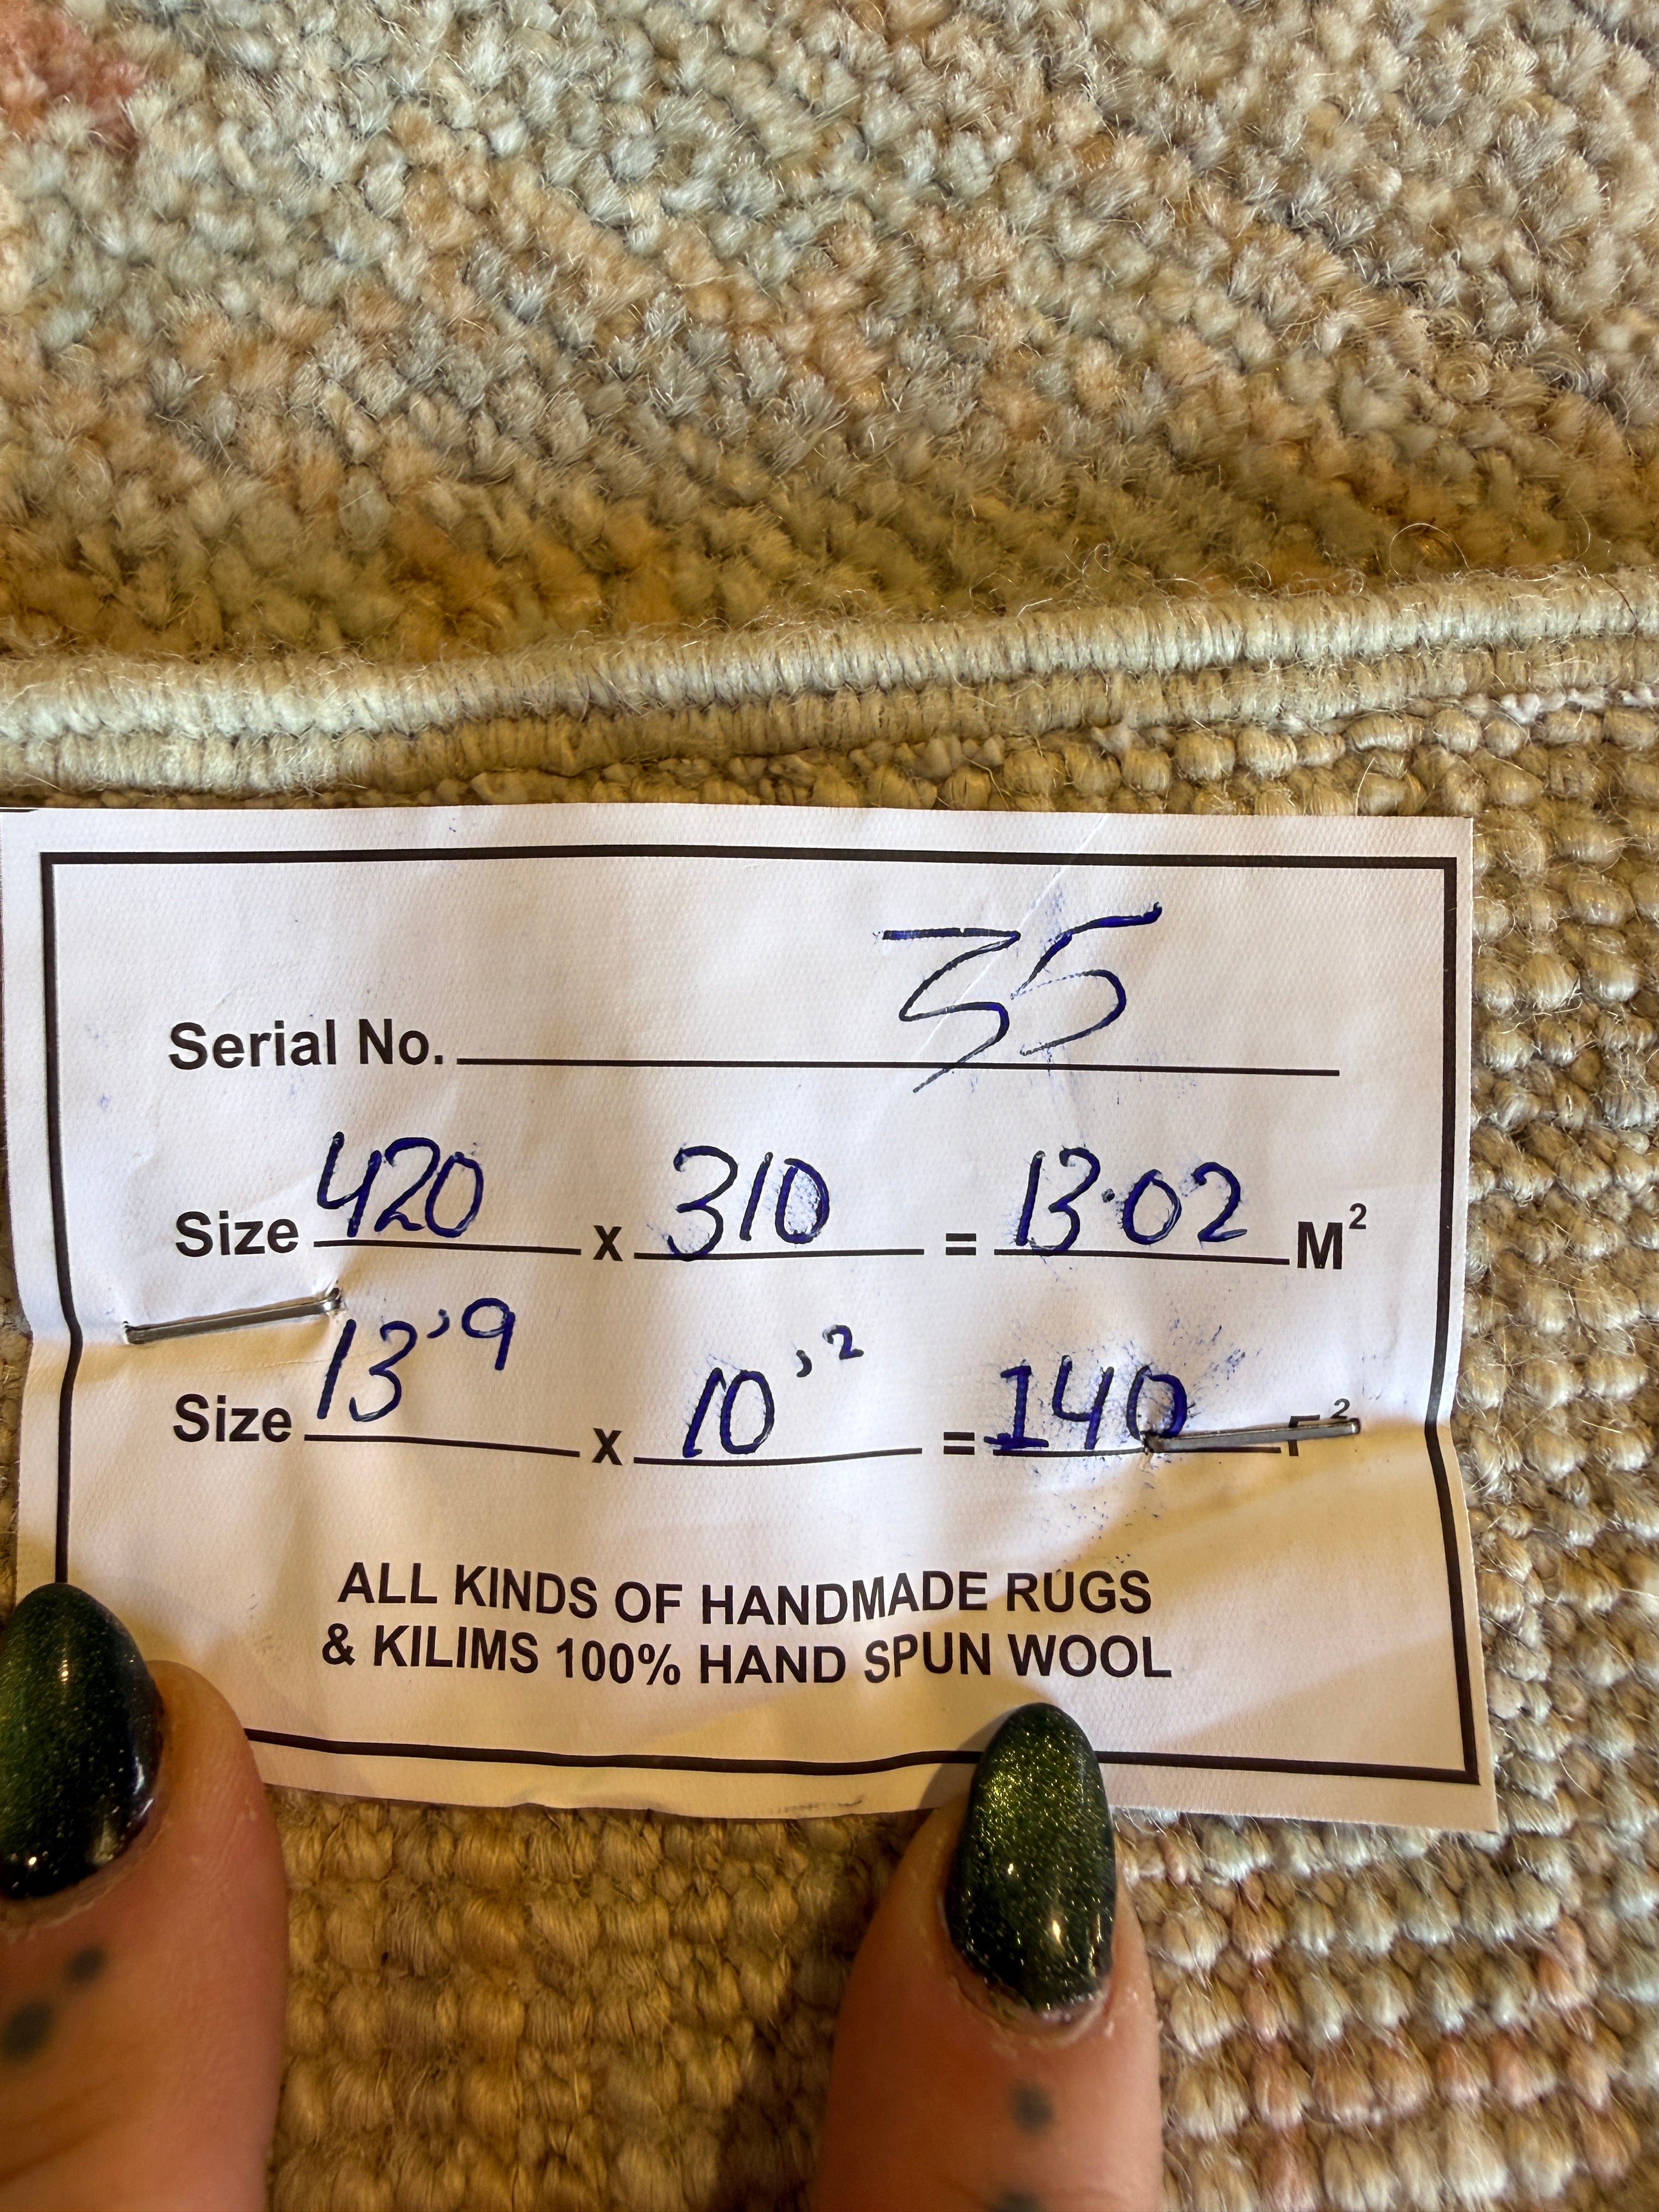 Serial No. 35
Size 420 x 310 = 13.02 M²
Size 13'9 x 10'2 = 140 F²
ALL KINDS OF HANDMADE RUGS
& KILIMS 100% HAND SPUN WOOL